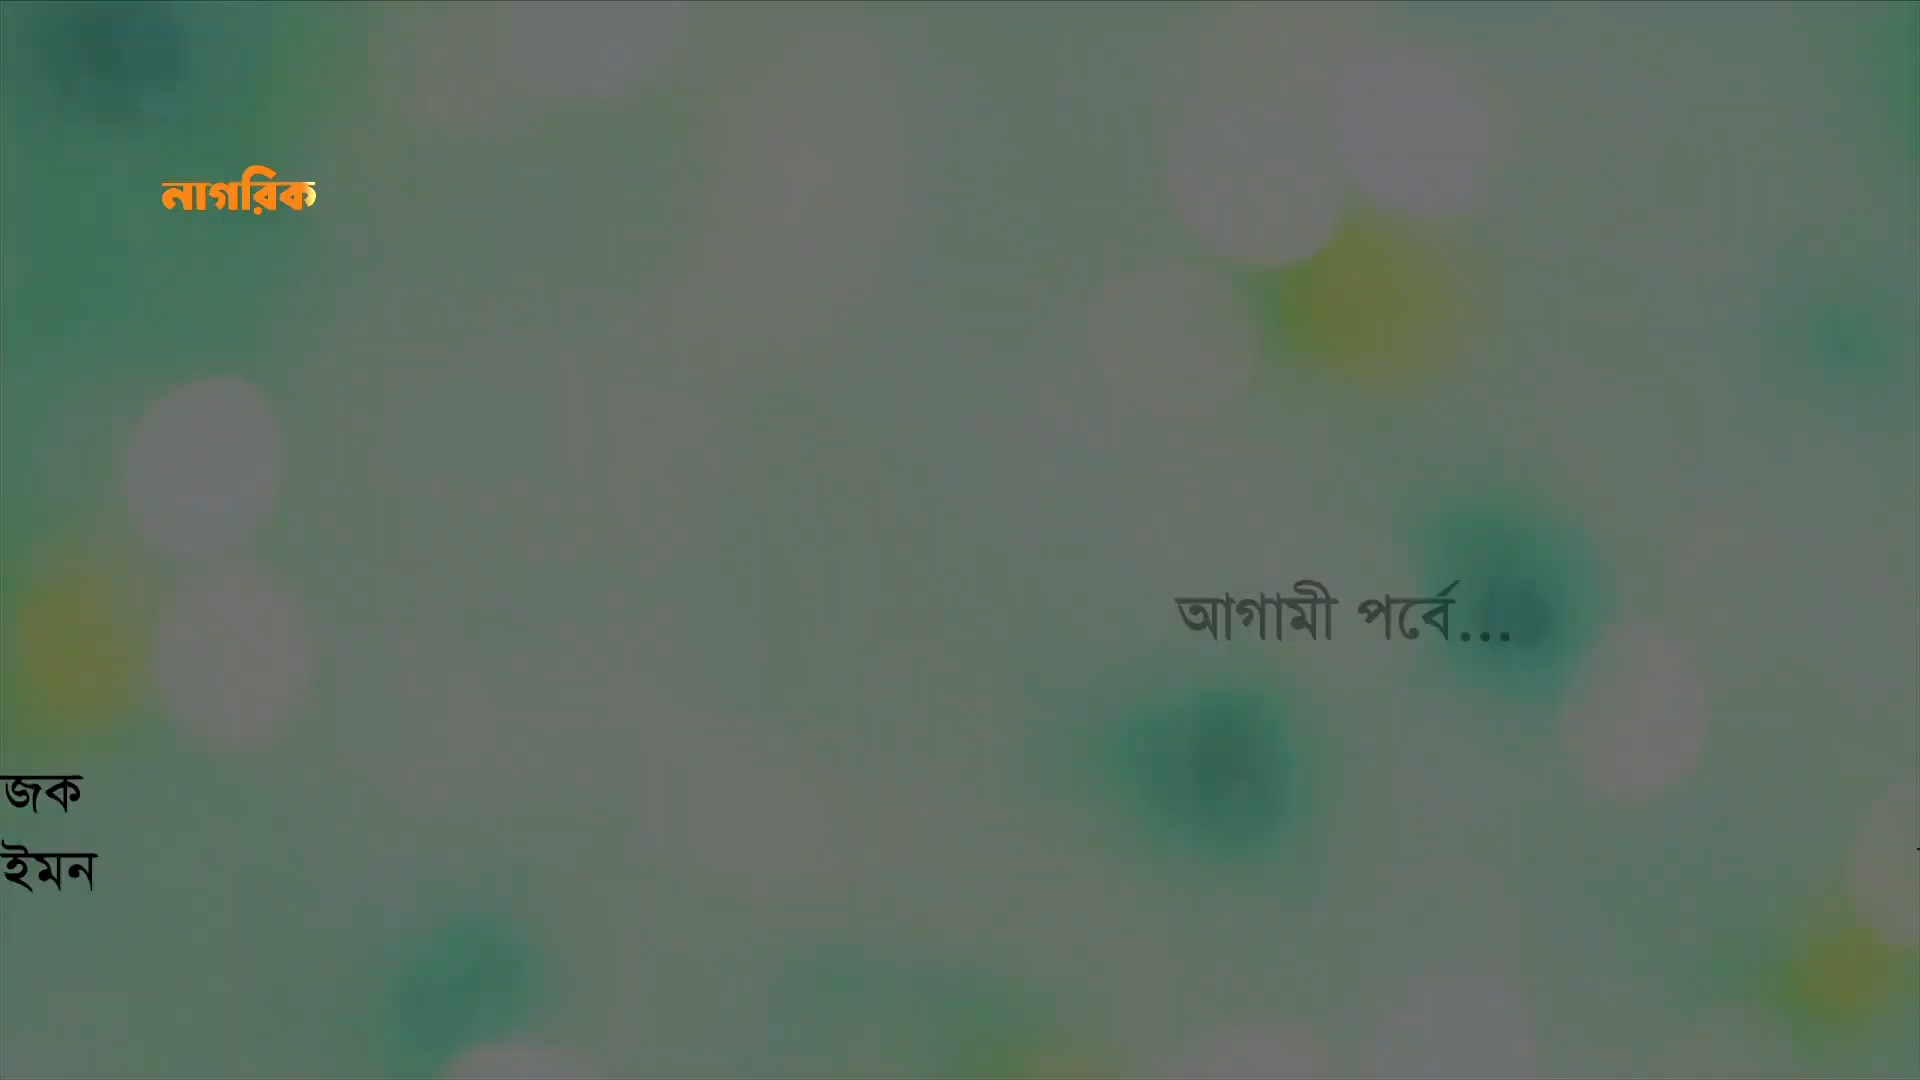 নাগরিক
আগামী পর্বে...
জক
ইমন